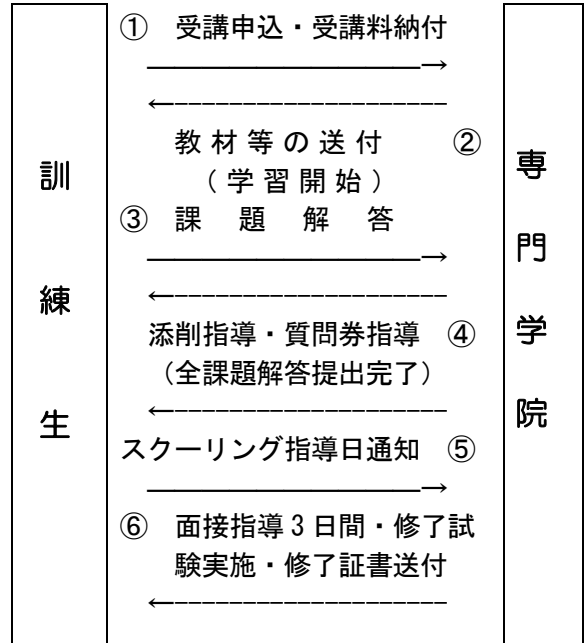 訓練生
① 受講申込・受講料納付
教材等の送付 ②
(学習開始)
③ 課題解答
添削指導・質問券指導 ④
(全課題解答提出完了)
スクーリング指導日通知 ⑤
⑥ 面接指導3日間・修了試
験実施・修了証書送付
専門学院